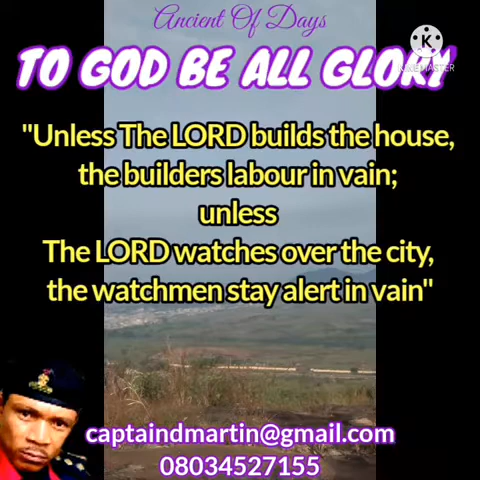 Ancient Of Days
TO GOD BE ALL GLORY
K
KINEMASTER
"Unless The LORD builds the house,
the builders labour in vain;
unless
The LORD watches over the city,
the watchmen stay alert in vain"
captaindmartin@gmail.com
08034527155